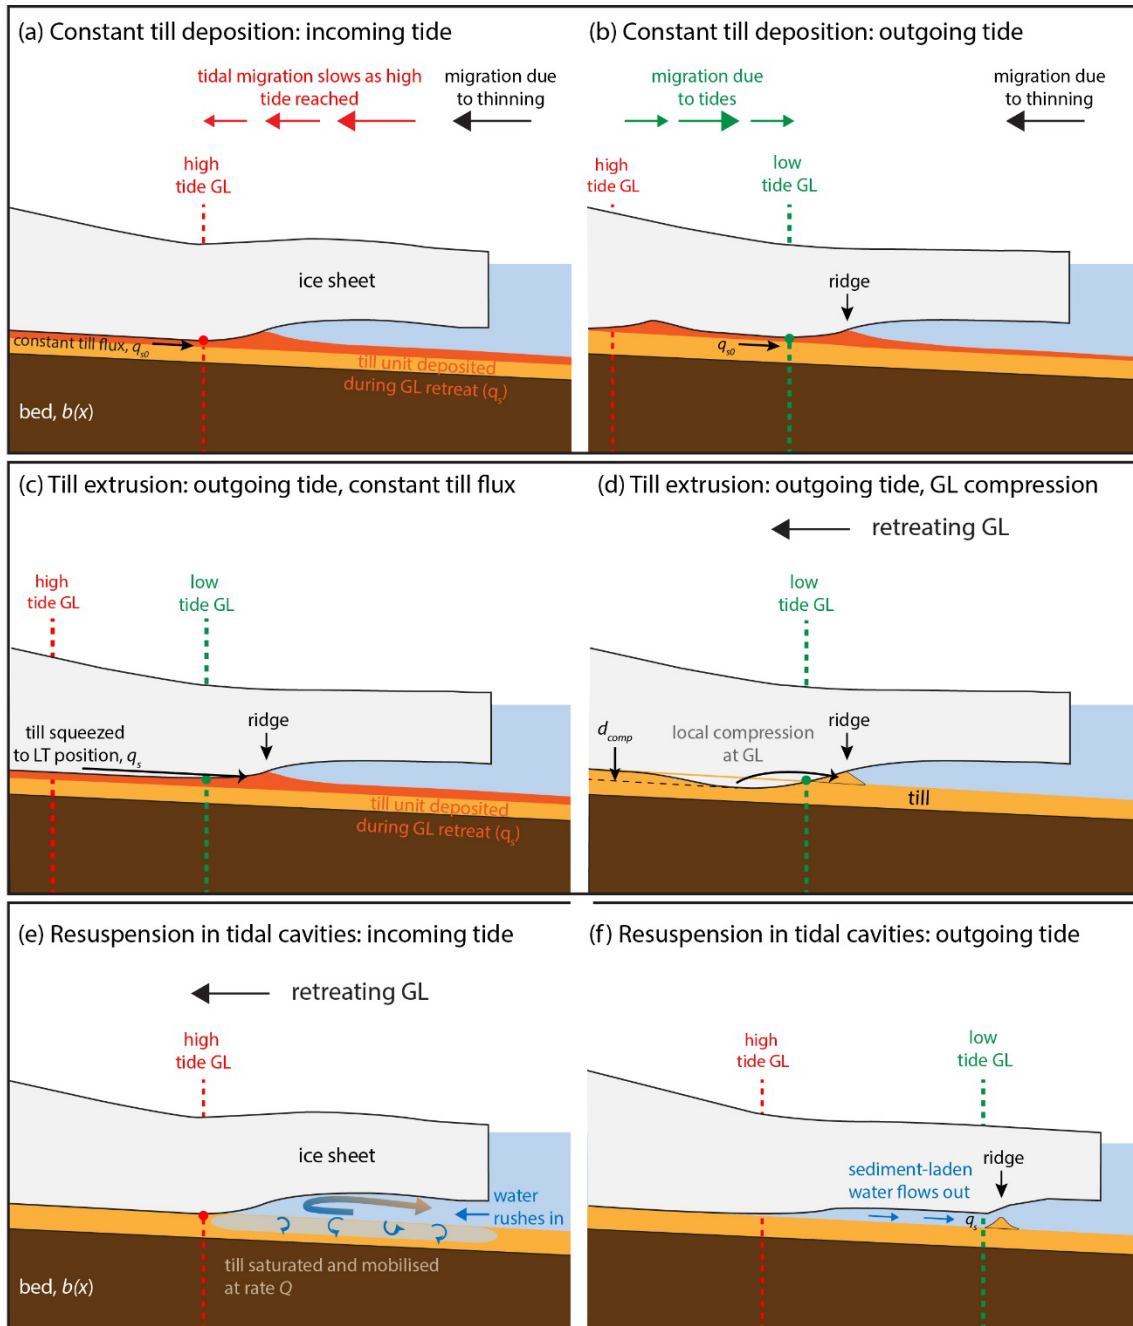 (a) Constant till deposition: incoming tide
tidal migration slows as high
tide reached
migration due
to thinning
high
tide GL
ice sheet
constant till flux, qs0
till unit deposited
during GL retreat (qs)
bed, b(x)
(b) Constant till deposition: outgoing tide
migration due
to tides
migration due
to thinning
high
tide GL
low
tide GL
ridge
qs0
(c) Till extrusion: outgoing tide, constant till flux
high
tide GL
low
tide GL
till squeezed
to LT position, qs
ridge
till unit deposited
during GL retreat (qs)
(d) Till extrusion: outgoing tide, GL compression
retreating GL
low
tide GL
dcomp
local compression
at GL
ridge
till
(e) Resuspension in tidal cavities: incoming tide
retreating GL
high
tide GL
ice sheet
water
rushes in
till saturated and mobilised
at rate Q
bed, b(x)
(f) Resuspension in tidal cavities: outgoing tide
high
tide GL
low
tide GL
ridge
sediment-laden
water flows out
qs